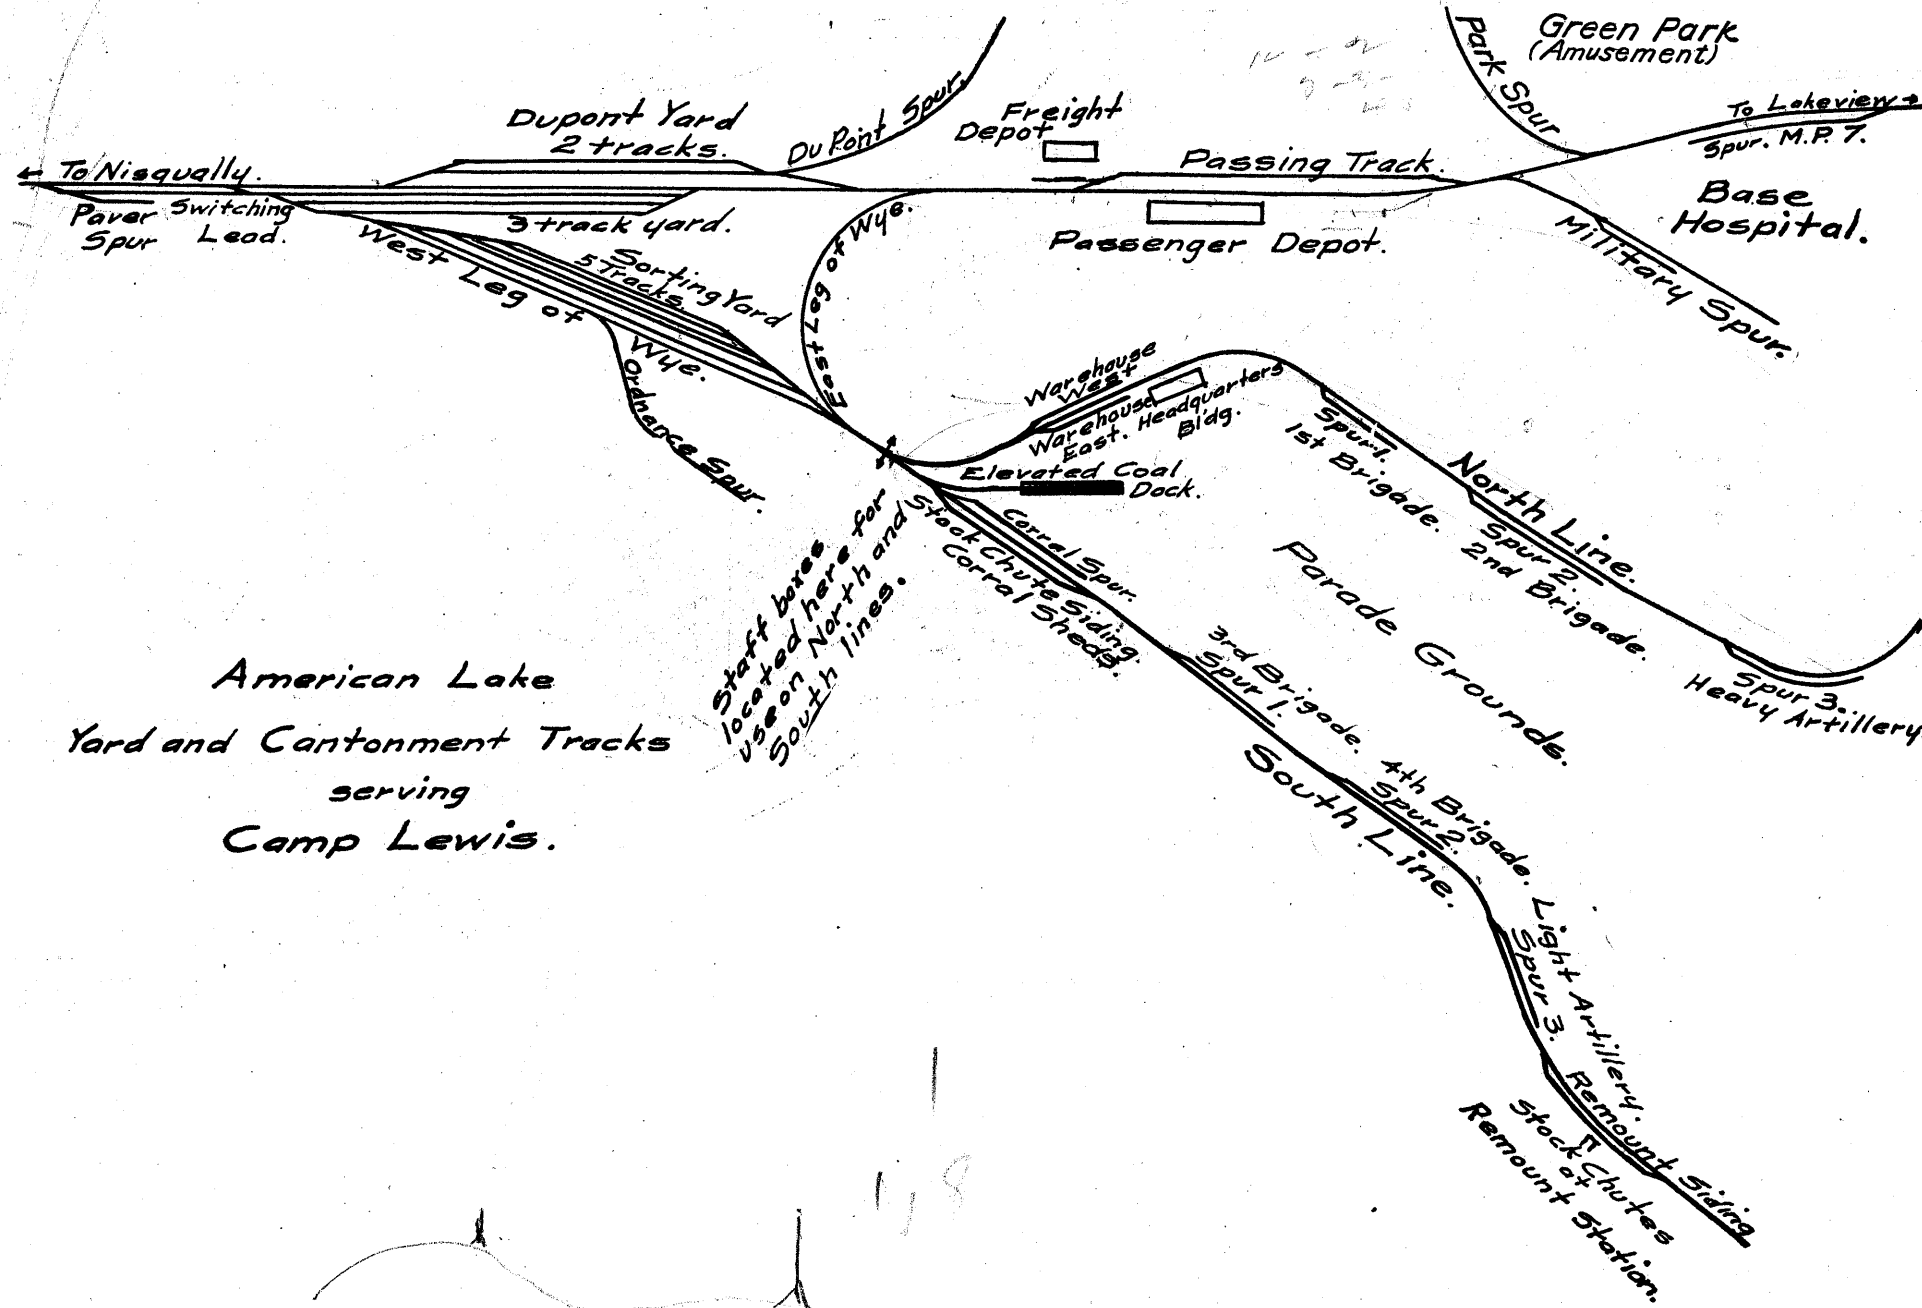 Green Park
(Amusement)
Park Spur
To Lakeview
Spur. M.P. 7.
Dupont Yard
2 tracks.
DuPoint Spur.
Freight
Depot
Passing Track.
To Nisqually.
Paver
Spur
Switching
Lead.
3 track yard.
Passenger Depot.
Base
Hospital.
Military Spur.
West Leg of Wye.
Sorting Yard
5 Tracks.
East Leg of Wye.
Ordnance Spur.
Warehouse
West
Warehouse
East.
Headquarters
Bldg.
Elevated Coal
Dock.
Spur 1.
1st Brigade.
North Line.
Spur 2
2nd Brigade.
Spur 3.
Heavy Artillery
Parade Grounds.
Staff boxes
located here for
use on North and
South lines.
Corral Spur.
Stock Chute Siding.
Corral Sheds.
3rd Brigade.
Spur 1.
South Line.
4th Brigade.
Spur 2.
Light Artillery.
Spur 3.
Remount Siding
Stock Chutes
at
Remount Station.
American Lake
Yard and Cantonment Tracks
serving
Camp Lewis.